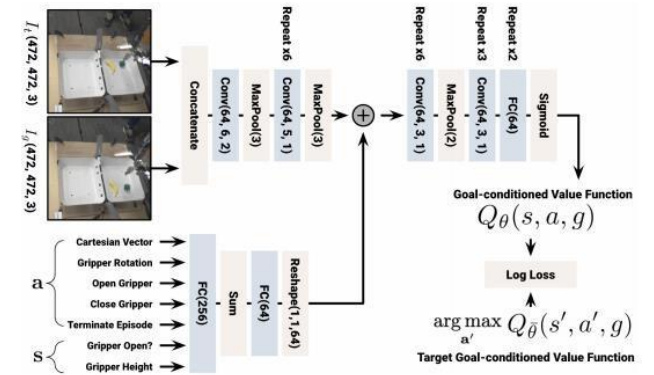 I_t (472, 472, 3)
I_g (472, 472, 3)
Concatenate
Conv(64, 6, 2)
MaxPool(3)
Repeat x6
Conv(64, 5, 1)
MaxPool(3)
+
Repeat x6
Conv(64, 3, 1)
MaxPool(2)
Repeat x3
Conv(64, 3, 1)
Repeat x2
FC(64)
Sigmoid
Goal-conditioned Value Function
Q_θ(s, a, g)
Log Loss
arg max Q_θ̄(s′, a′, g)
a′
Target Goal-conditioned Value Function
a
Cartesian Vector
Gripper Rotation
Open Gripper
Close Gripper
Terminate Episode
s
Gripper Open?
Gripper Height
FC(256)
Sum
FC(64)
Reshape(1,1,64)